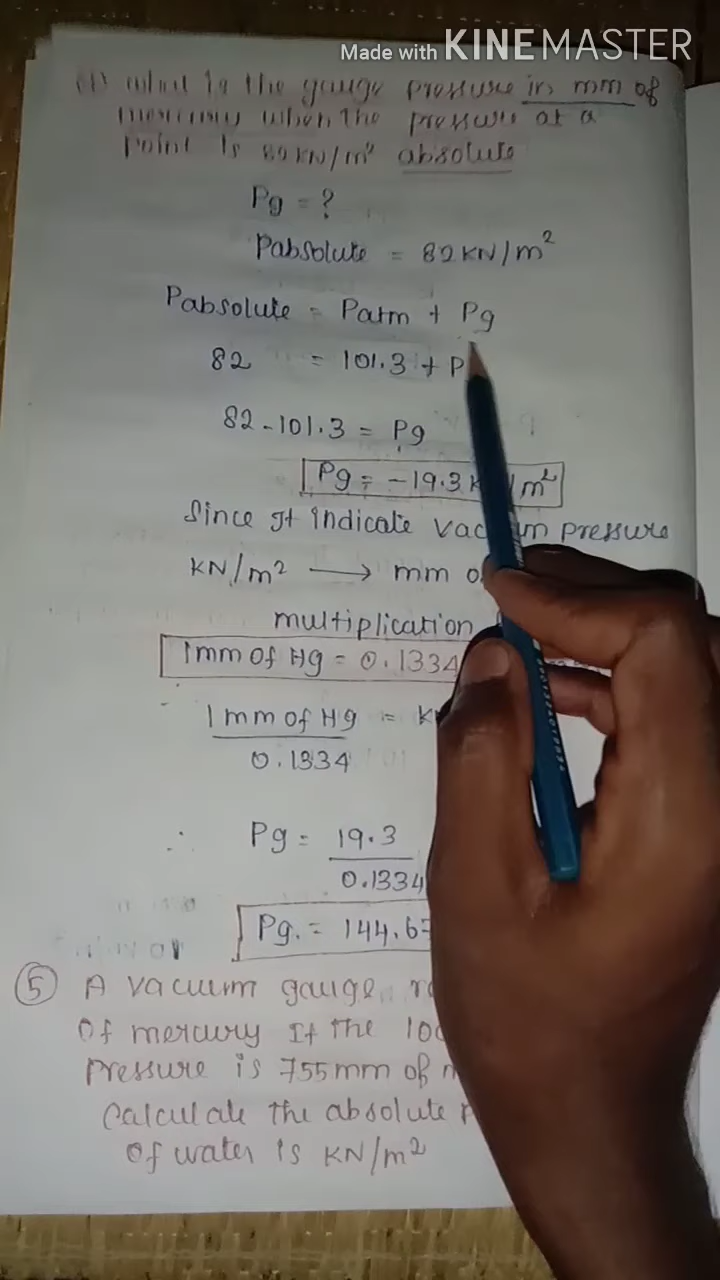 Made with KINEMASTER
what is the gauge pressure in mm of
mercury when the pressure at a
point is 82 KN/m² absolute
Pg = ?
Pabsolute = 82 KN/m²
Pabsolute = Patm + Pg
82 = 101.3 + P
82 - 101.3 = Pg
Pg = -19.3 m²
Since It indicate vac m pressure
KN/m² → mm o
multiplication
1mm of Hg = 0.1334
1 mm of Hg = K
0.1334
∴ Pg = 19.3
0.1334
Pg. = 144.67
⑤ A vacuum gauge r
of mercury If the 
pressure is 755mm of m
Calculate the absolute p
of water is KN/m²